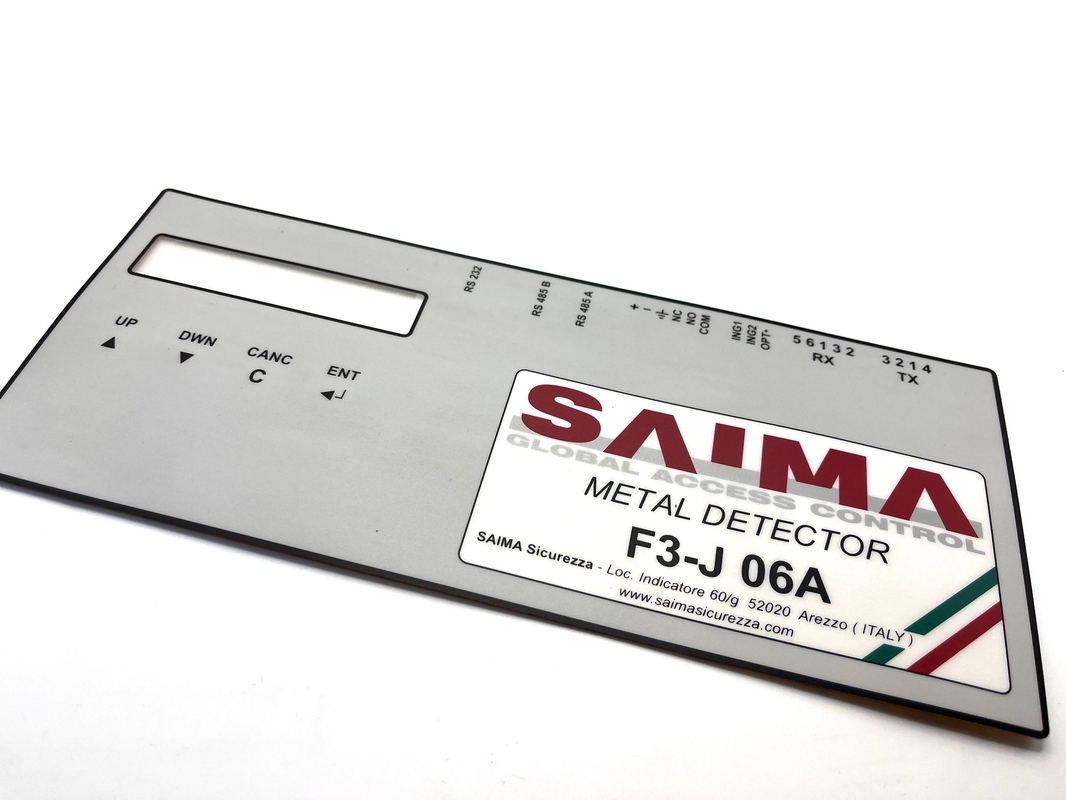 RS 232
RS 485 B
RS 485 A
+
−
NC
NO
COM
ING1
ING2
OPT+
5 6 1 3 2
RX
3 2 1 4
TX
UP
▲
DWN
▼
CANC
C
ENT
SAIMA
GLOBAL ACCESS CONTROL
METAL DETECTOR
F3-J 06A
SAIMA Sicurezza - Loc. Indicatore 60/g 52020 Arezzo ( ITALY )
www.saimasicurezza.com